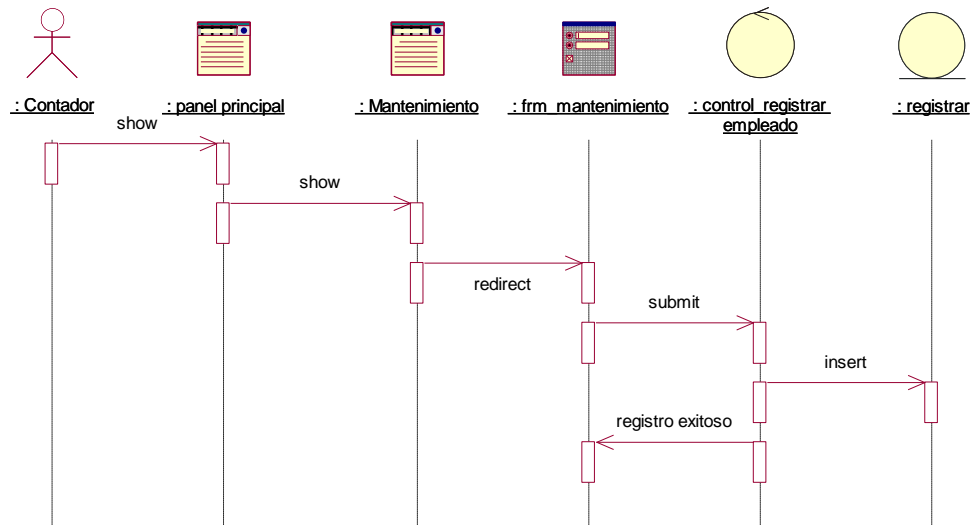 : Contador
: panel principal
: Mantenimiento
: frm_mantenimiento
: control_registrar
empleado
: registrar
show
show
redirect
submit
insert
registro exitoso